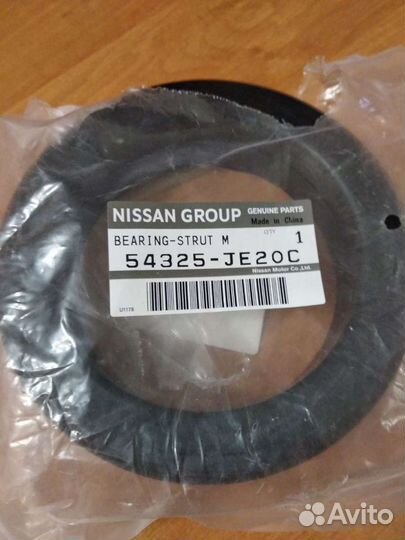 NISSAN GROUP GENUINE PARTS
Made in China
BEARING-STRUT M QTY 1
54325-JE20C
Nissan Motor Co.,Ltd.
U1178
Avito